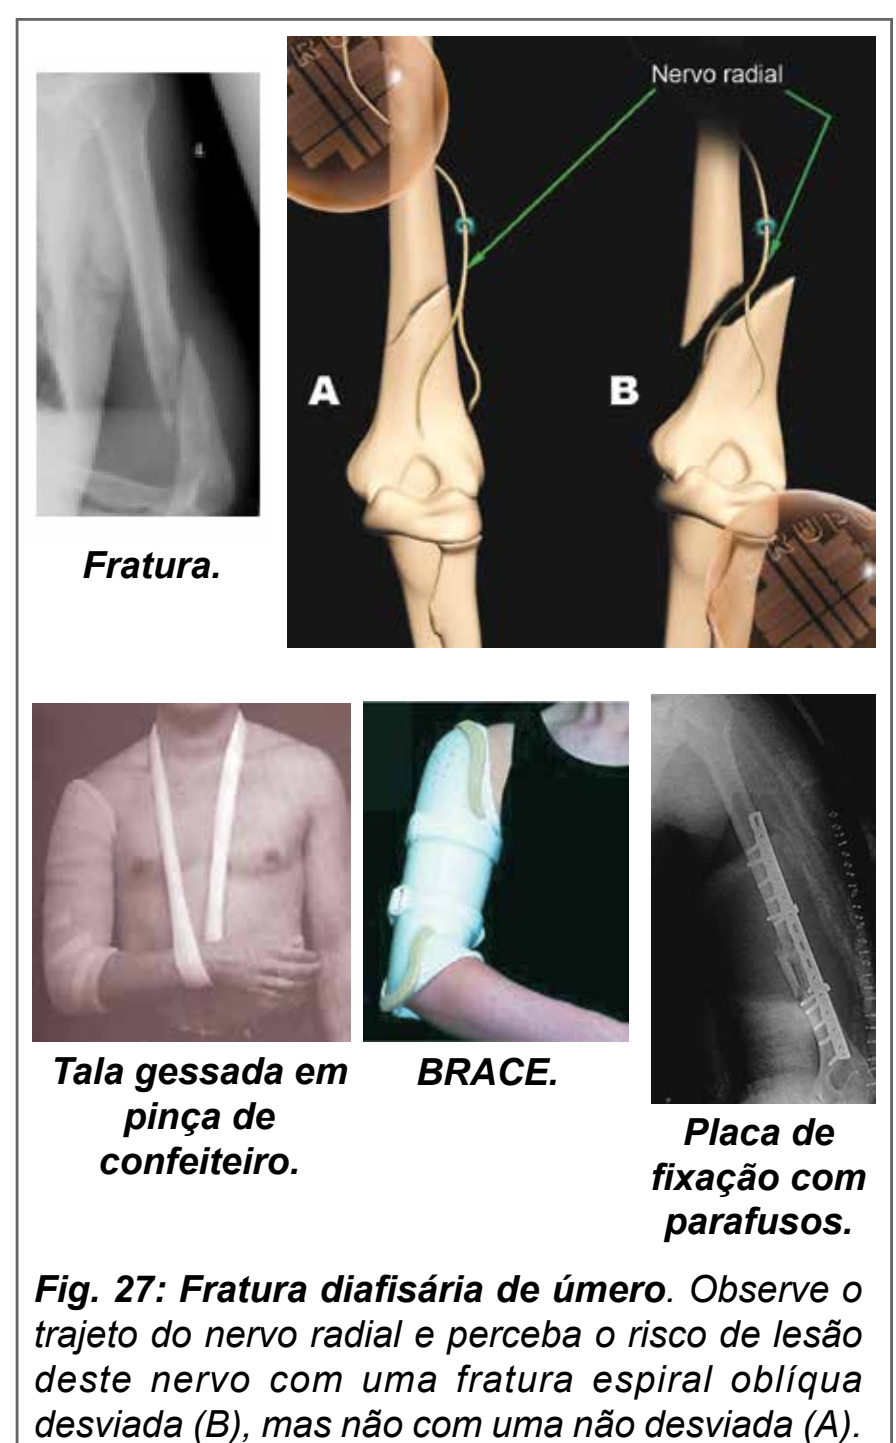 Nervo radial
A
B
Fratura.
Tala gessada em
pinça de
confeiteiro.
BRACE.
Placa de
fixação com
parafusos.
Fig. 27: Fratura diafisária de úmero. Observe o
trajeto do nervo radial e perceba o risco de lesão
deste nervo com uma fratura espiral oblíqua
desviada (B), mas não com uma não desviada (A).